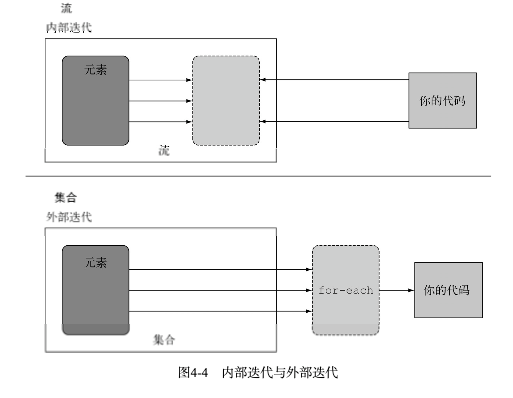 流
内部迭代
元素
你的代码
流
集合
外部迭代
元素
for-each
你的代码
集合
图4-4 内部迭代与外部迭代